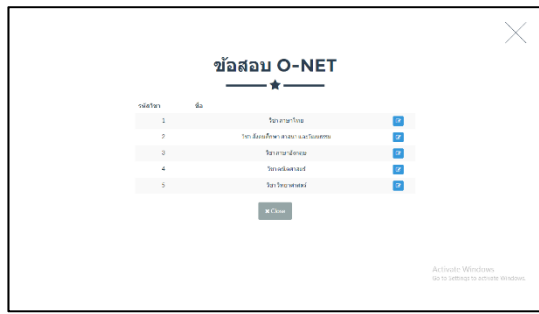 ข้อสอบ O-NET
รหัสวิชา ชื่อ
1 วิชา ภาษาไทย
2 วิชา สังคมศึกษา ศาสนา และวัฒนธรรม
3 วิชา ภาษาอังกฤษ
4 วิชา คณิตศาสตร์
5 วิชา วิทยาศาสตร์
× Close
Activate Windows
Go to Settings to activate Windows.